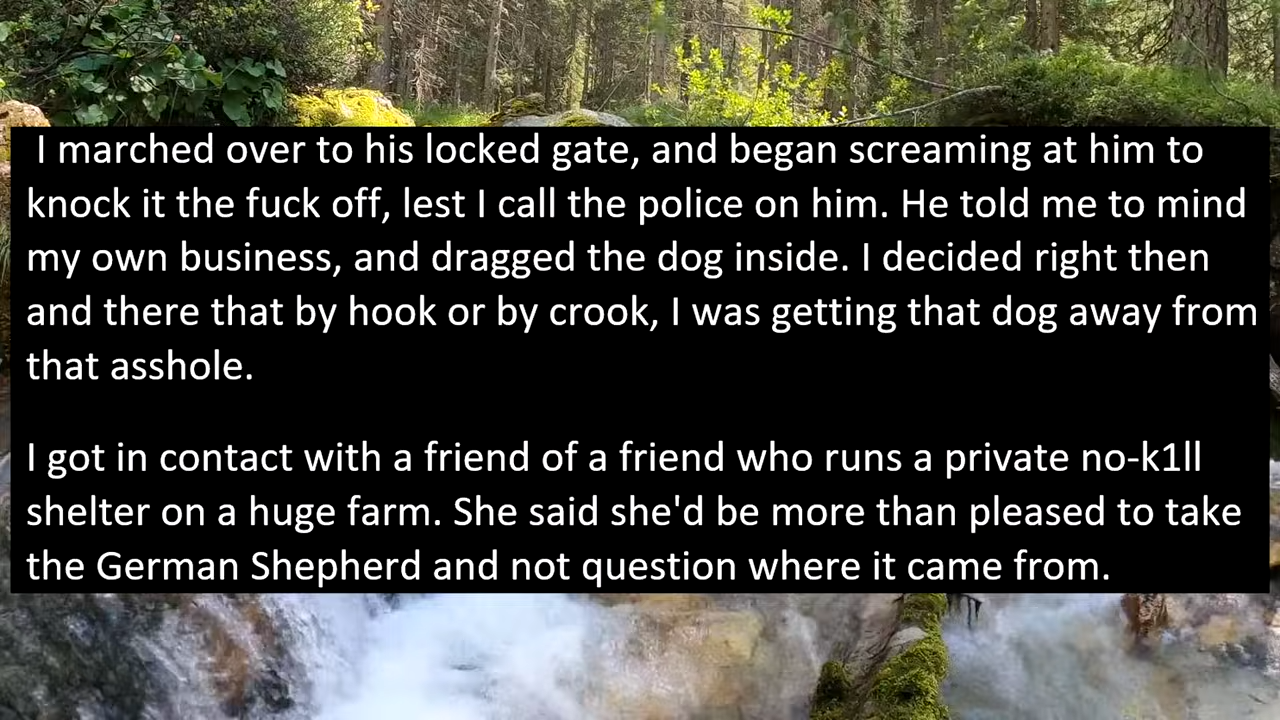 I marched over to his locked gate, and began screaming at him to
knock it the fuck off, lest I call the police on him. He told me to mind
my own business, and dragged the dog inside. I decided right then
and there that by hook or by crook, I was getting that dog away from
that asshole.
I got in contact with a friend of a friend who runs a private no-k1ll
shelter on a huge farm. She said she'd be more than pleased to take
the German Shepherd and not question where it came from.